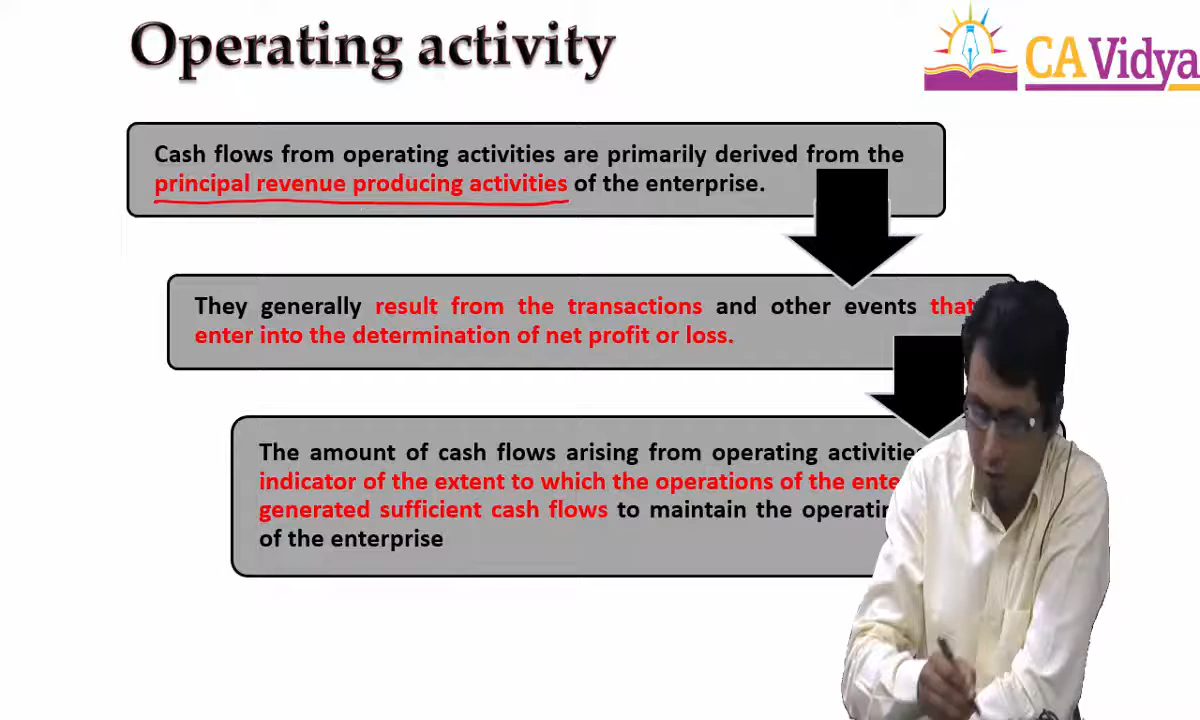 Operating activity
CA Vidya
Cash flows from operating activities are primarily derived from the
principal revenue producing activities of the enterprise.
They generally result from the transactions and other events that
enter into the determination of net profit or loss.
The amount of cash flows arising from operating activities
indicator of the extent to which the operations of the
generated sufficient cash flows to maintain the
of the enterprise